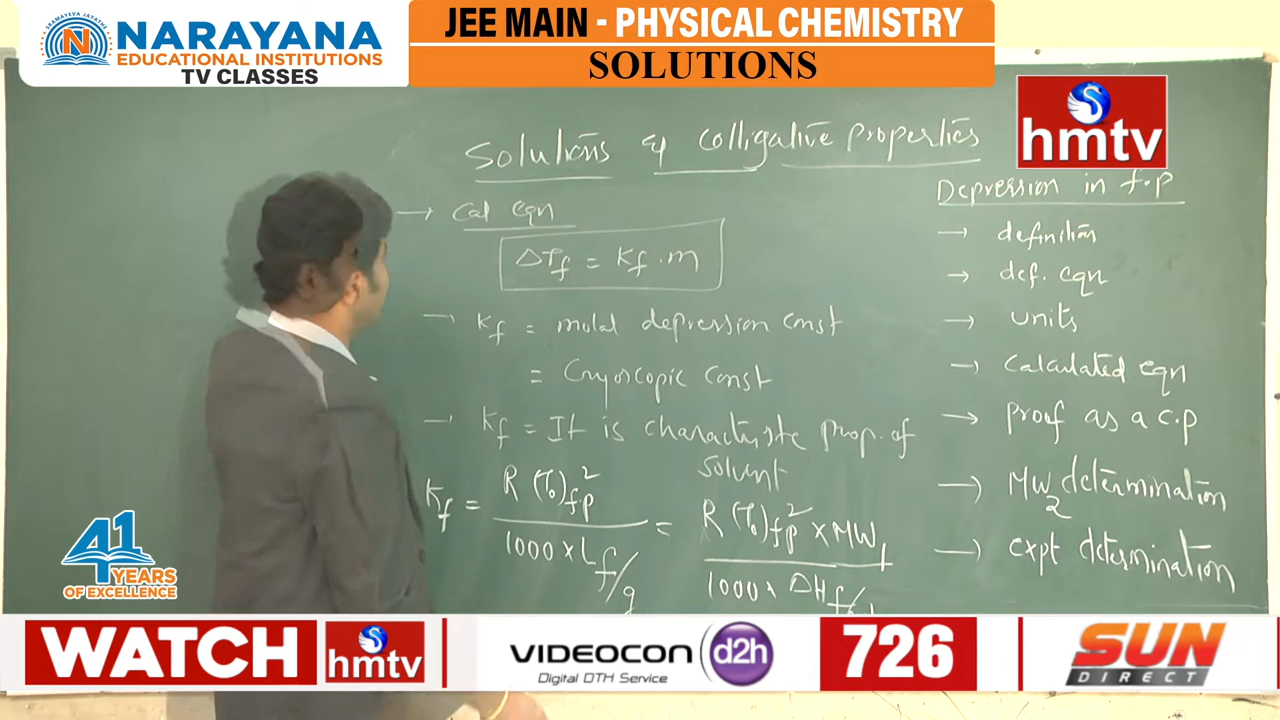 SRAMAYEVA JAYATHE
N
NARAYANA
EDUCATIONAL INSTITUTIONS
TV CLASSES
JEE MAIN - PHYSICAL CHEMISTRY
SOLUTIONS
hmtv
Solutions & Colligative properties
→ Cal eqn
ΔTf = Kf . m
→ Kf = molal depression const
= Cryoscopic const
→ Kf = It is characteristc prop. of
solvent
Kf = R (T₀)fp² / 1000 × Lf/g = R (T₀)fp² × MW₁ / 1000 × ΔHf/
Depression in f.p
→ definition
→ def. eqn
→ units
→ Calculated eqn
→ Proof as a c.p
→ MW₂ determination
→ expt determination
41
YEARS
OF EXCELLENCE
WATCH hmtv
VIDEOCON d2h
Digital DTH Service
726
SUN
DIRECT